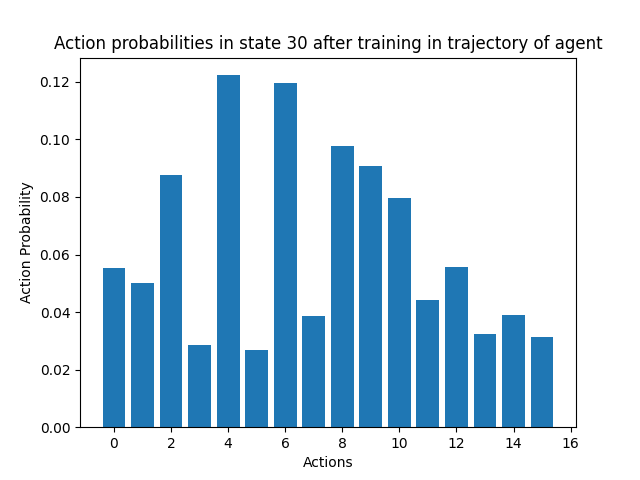 Action probabilities in state 30 after training in trajectory of agent
0.12
0.10
0.08
0.06
0.04
0.02
0.00
Action Probability
0 2 4 6 8 10 12 14 16
Actions